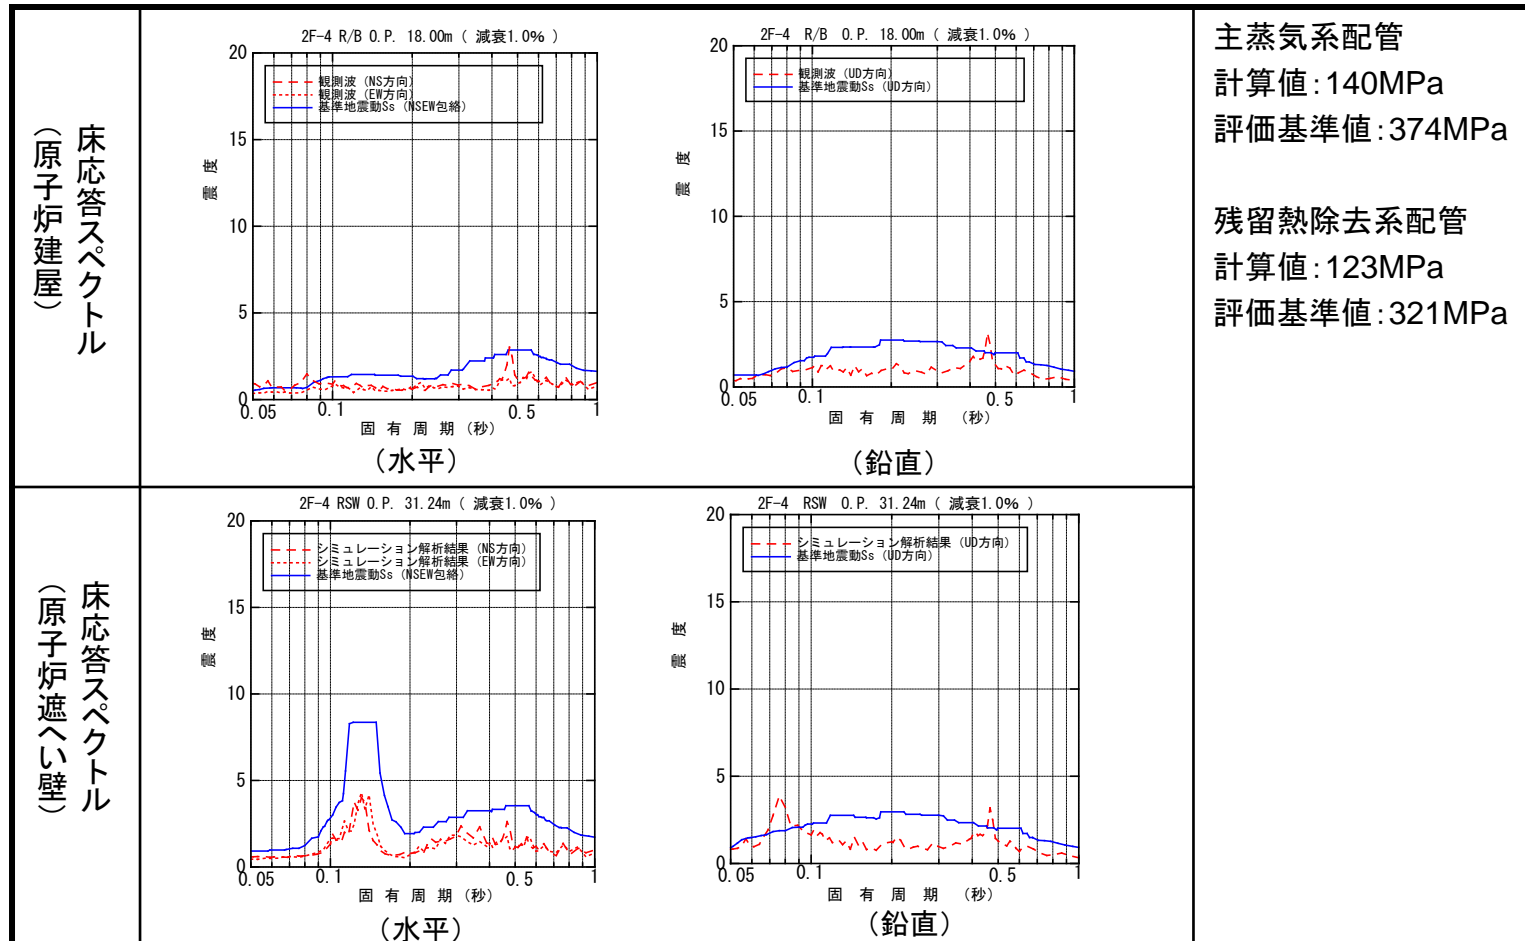 床応答スペクトル
（原子炉建屋）
2F-4 R/B O.P. 18.00m ( 減衰1.0% )
20
15
10
5
0
震度
観測波 (NS方向)
観測波 (EW方向)
基準地震動Ss (NSEW包絡)
0.05
0.1
0.5
1
固有周期(秒)
（水平）
2F-4 R/B O.P. 18.00m ( 減衰1.0% )
20
15
10
5
0
震度
観測波 (UD方向)
基準地震動Ss (UD方向)
0.05
0.1
0.5
1
固有周期 (秒)
（鉛直）
主蒸気系配管
計算値:140MPa
評価基準値:374MPa
残留熱除去系配管
計算値:123MPa
評価基準値:321MPa
床応答スペクトル
（原子炉遮へい壁）
2F-4 RSW O.P. 31.24m ( 減衰1.0% )
20
15
10
5
0
震度
シミュレーション解析結果 (NS方向)
シミュレーション解析結果 (EW方向)
基準地震動Ss (NSEW包絡)
0.05
0.1
0.5
1
固有周期(秒)
（水平）
2F-4 RSW O.P. 31.24m ( 減衰1.0% )
20
15
10
5
0
震度
シミュレーション解析結果 (UD方向)
基準地震動Ss (UD方向)
0.05
0.1
0.5
1
固有周期 (秒)
（鉛直）